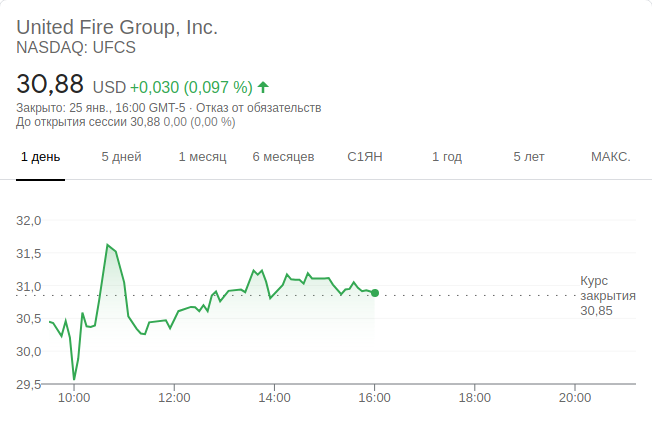 United Fire Group, Inc.
NASDAQ: UFCS
30,88 USD +0,030 (0,097 %)
Закрыто: 25 янв., 16:00 GMT-5 · Отказ от обязательств
До открытия сессии 30,88 0,00 (0,00 %)
1 день 5 дней 1 месяц 6 месяцев С1ЯН 1 год 5 лет МАКС.
32,0
31,5
31,0
30,5
30,0
29,5
Курс
закрытия
30,85
10:00 12:00 14:00 16:00 18:00 20:00